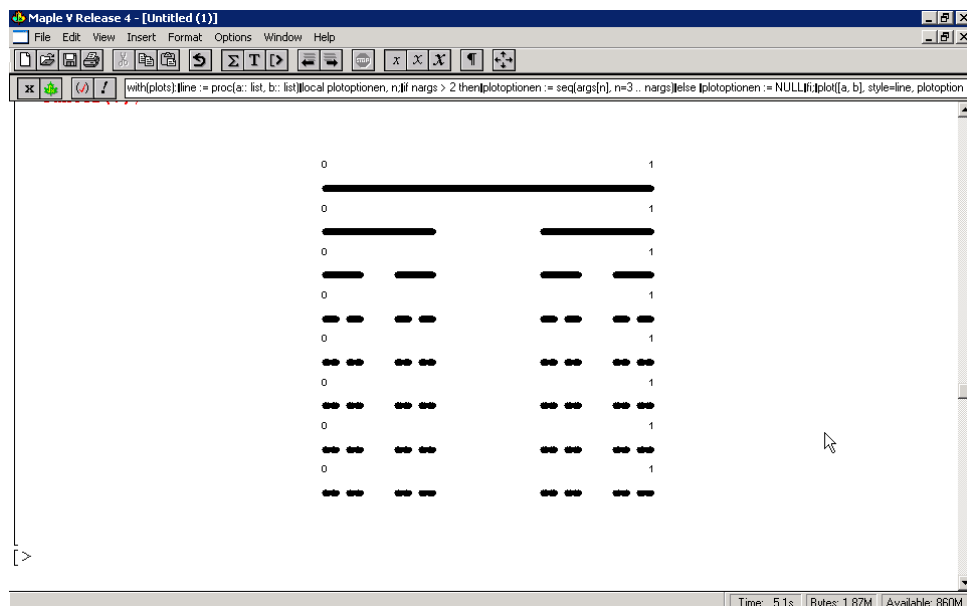 Maple V Release 4 - [Untitled (1)]
File Edit View Insert Format Options Window Help
Σ T [> STOP x x x ¶
x (√) ! with(plots):line := proc(a:: list, b:: list)local plotoptionen, n;if nargs > 2 thenplotoptionen := seq(args[n], n=3 .. nargs)else plotoptionen := NULLfi;plot([a, b], style=line, plotoption
0 1
0 1
0 1
0 1
0 1
0 1
0 1
0 1
[>
Time: 5.1s Bytes: 1.87M Available: 860M